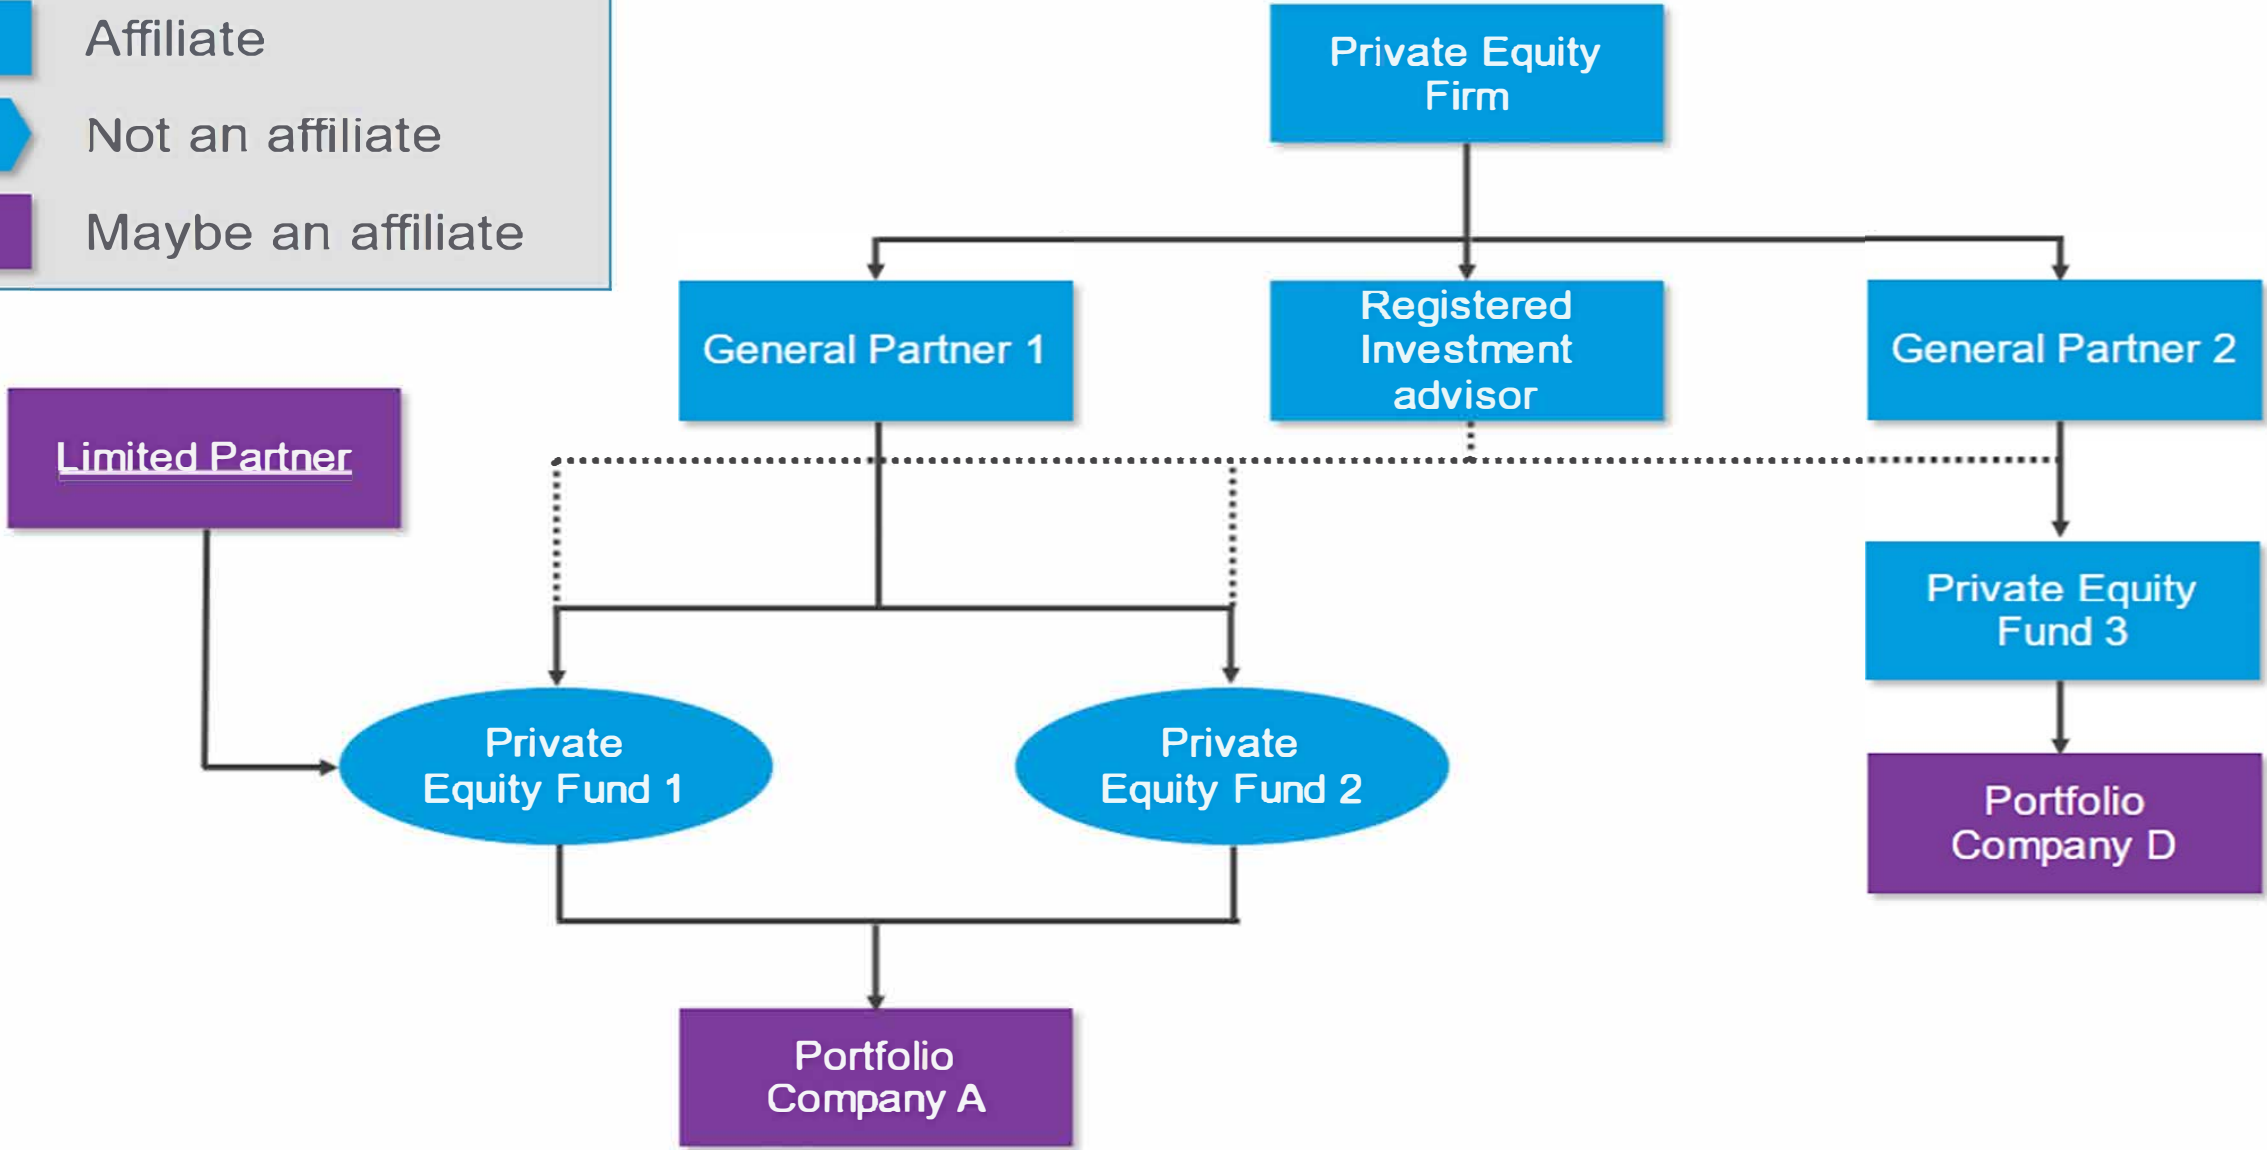 Affiliate
Not an affiliate
Maybe an affiliate
Private Equity
Firm
General Partner 1
Registered
Investment
advisor
General Partner 2
Limited Partner
Private Equity
Fund 3
Private
Equity Fund 1
Private
Equity Fund 2
Portfolio
Company D
Portfolio
Company A